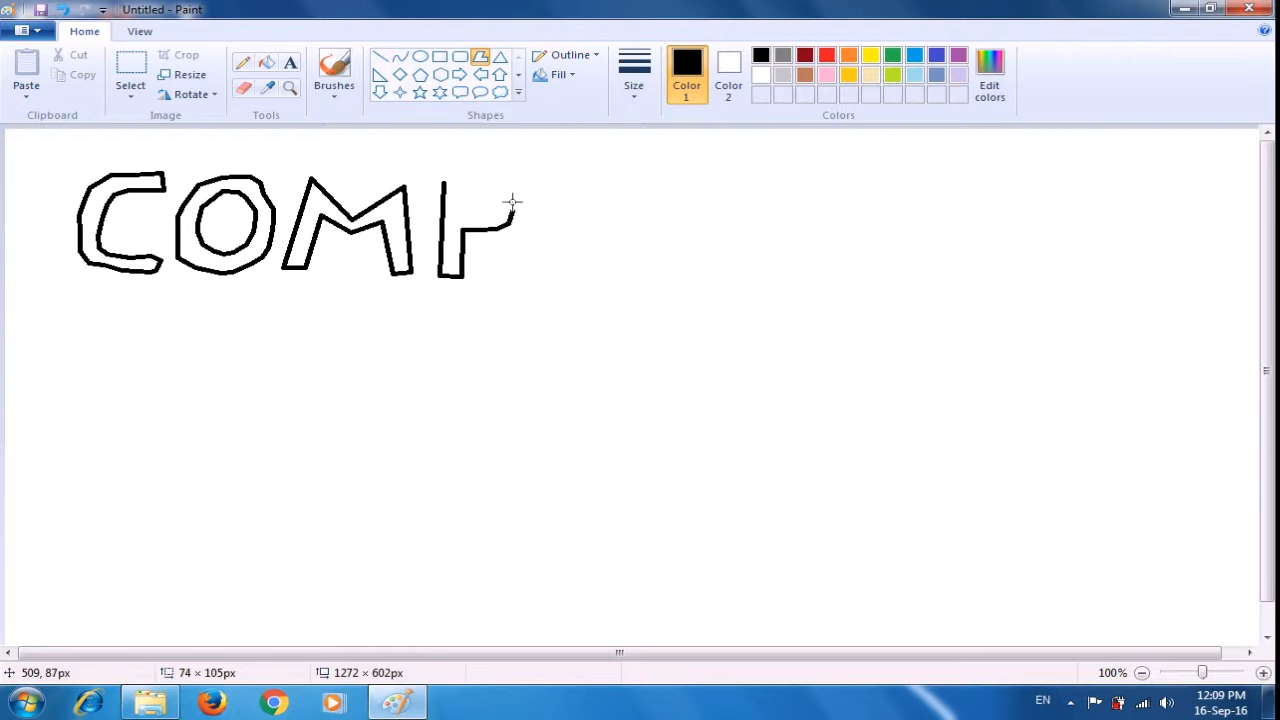 Untitled - Paint
Home View
Cut
Copy
Paste
Clipboard
Crop
Resize
Rotate
Select
Image
A
Tools
Brushes
Shapes
Outline
Fill
Size
Color 1
Color 2
Edit colors
Colors
COM
509, 87px
74 × 105px
1272 × 602px
100%
EN
12:09 PM
16-Sep-16